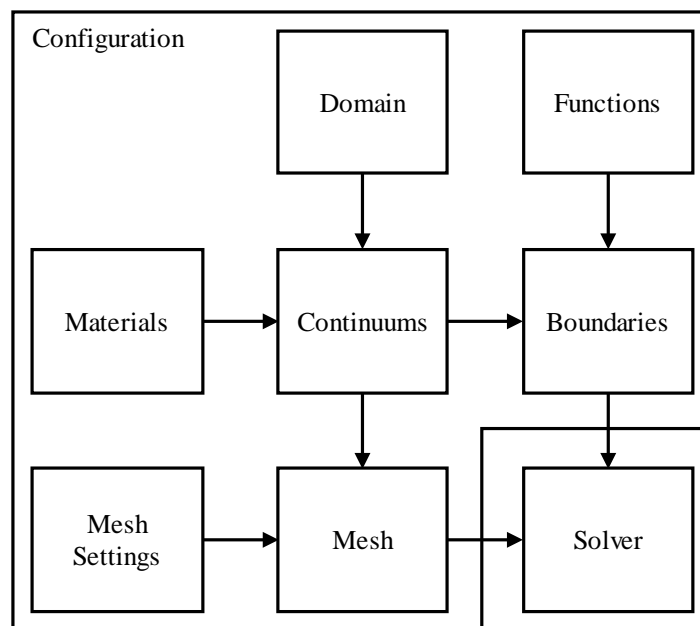 Configuration
Domain
Functions
Materials
Continuums
Boundaries
Mesh
Settings
Mesh
Solver